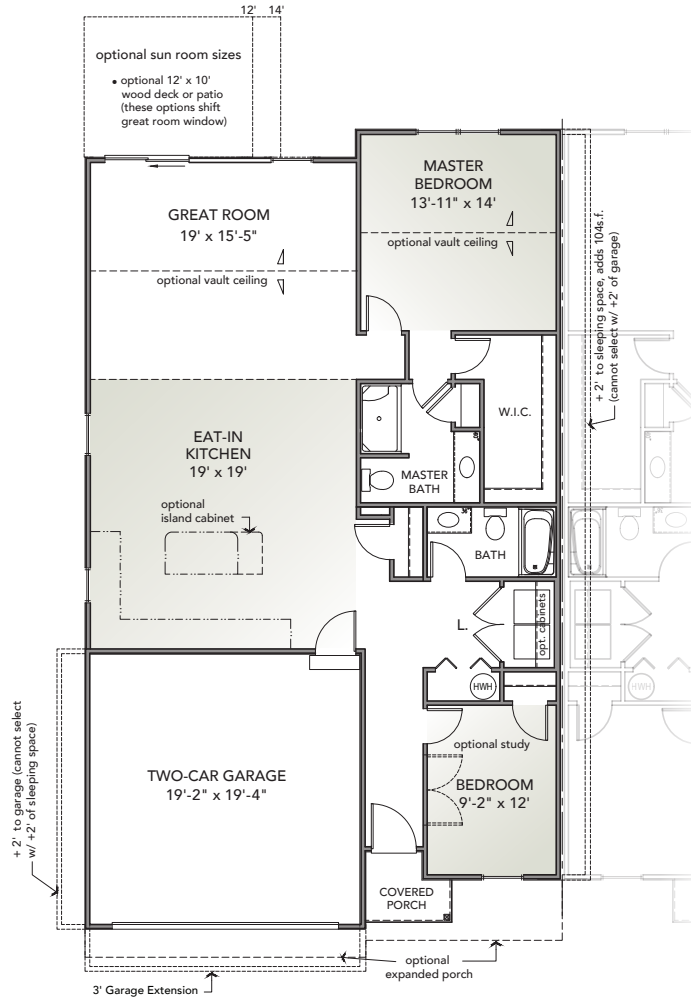 12' 14'
optional sun room sizes
• optional 12' x 10'
wood deck or patio
(these options shift
great room window)
MASTER
BEDROOM
13'-11" x 14'
optional vault ceiling
GREAT ROOM
19' x 15'-5"
optional vault ceiling
+ 2' to sleeping space, adds 104s.f.
(cannot select w/ +2' of garage)
W.I.C.
EAT-IN
KITCHEN
19' x 19'
MASTER
BATH
optional
island cabinet
BATH
L.
opt. cabinets
HWH
HWH
optional study
BEDROOM
9'-2" x 12'
TWO-CAR GARAGE
19'-2" x 19'-4"
+ 2' to garage (cannot select
w/ +2' of sleeping space)
COVERED
PORCH
optional
expanded porch
3' Garage Extension